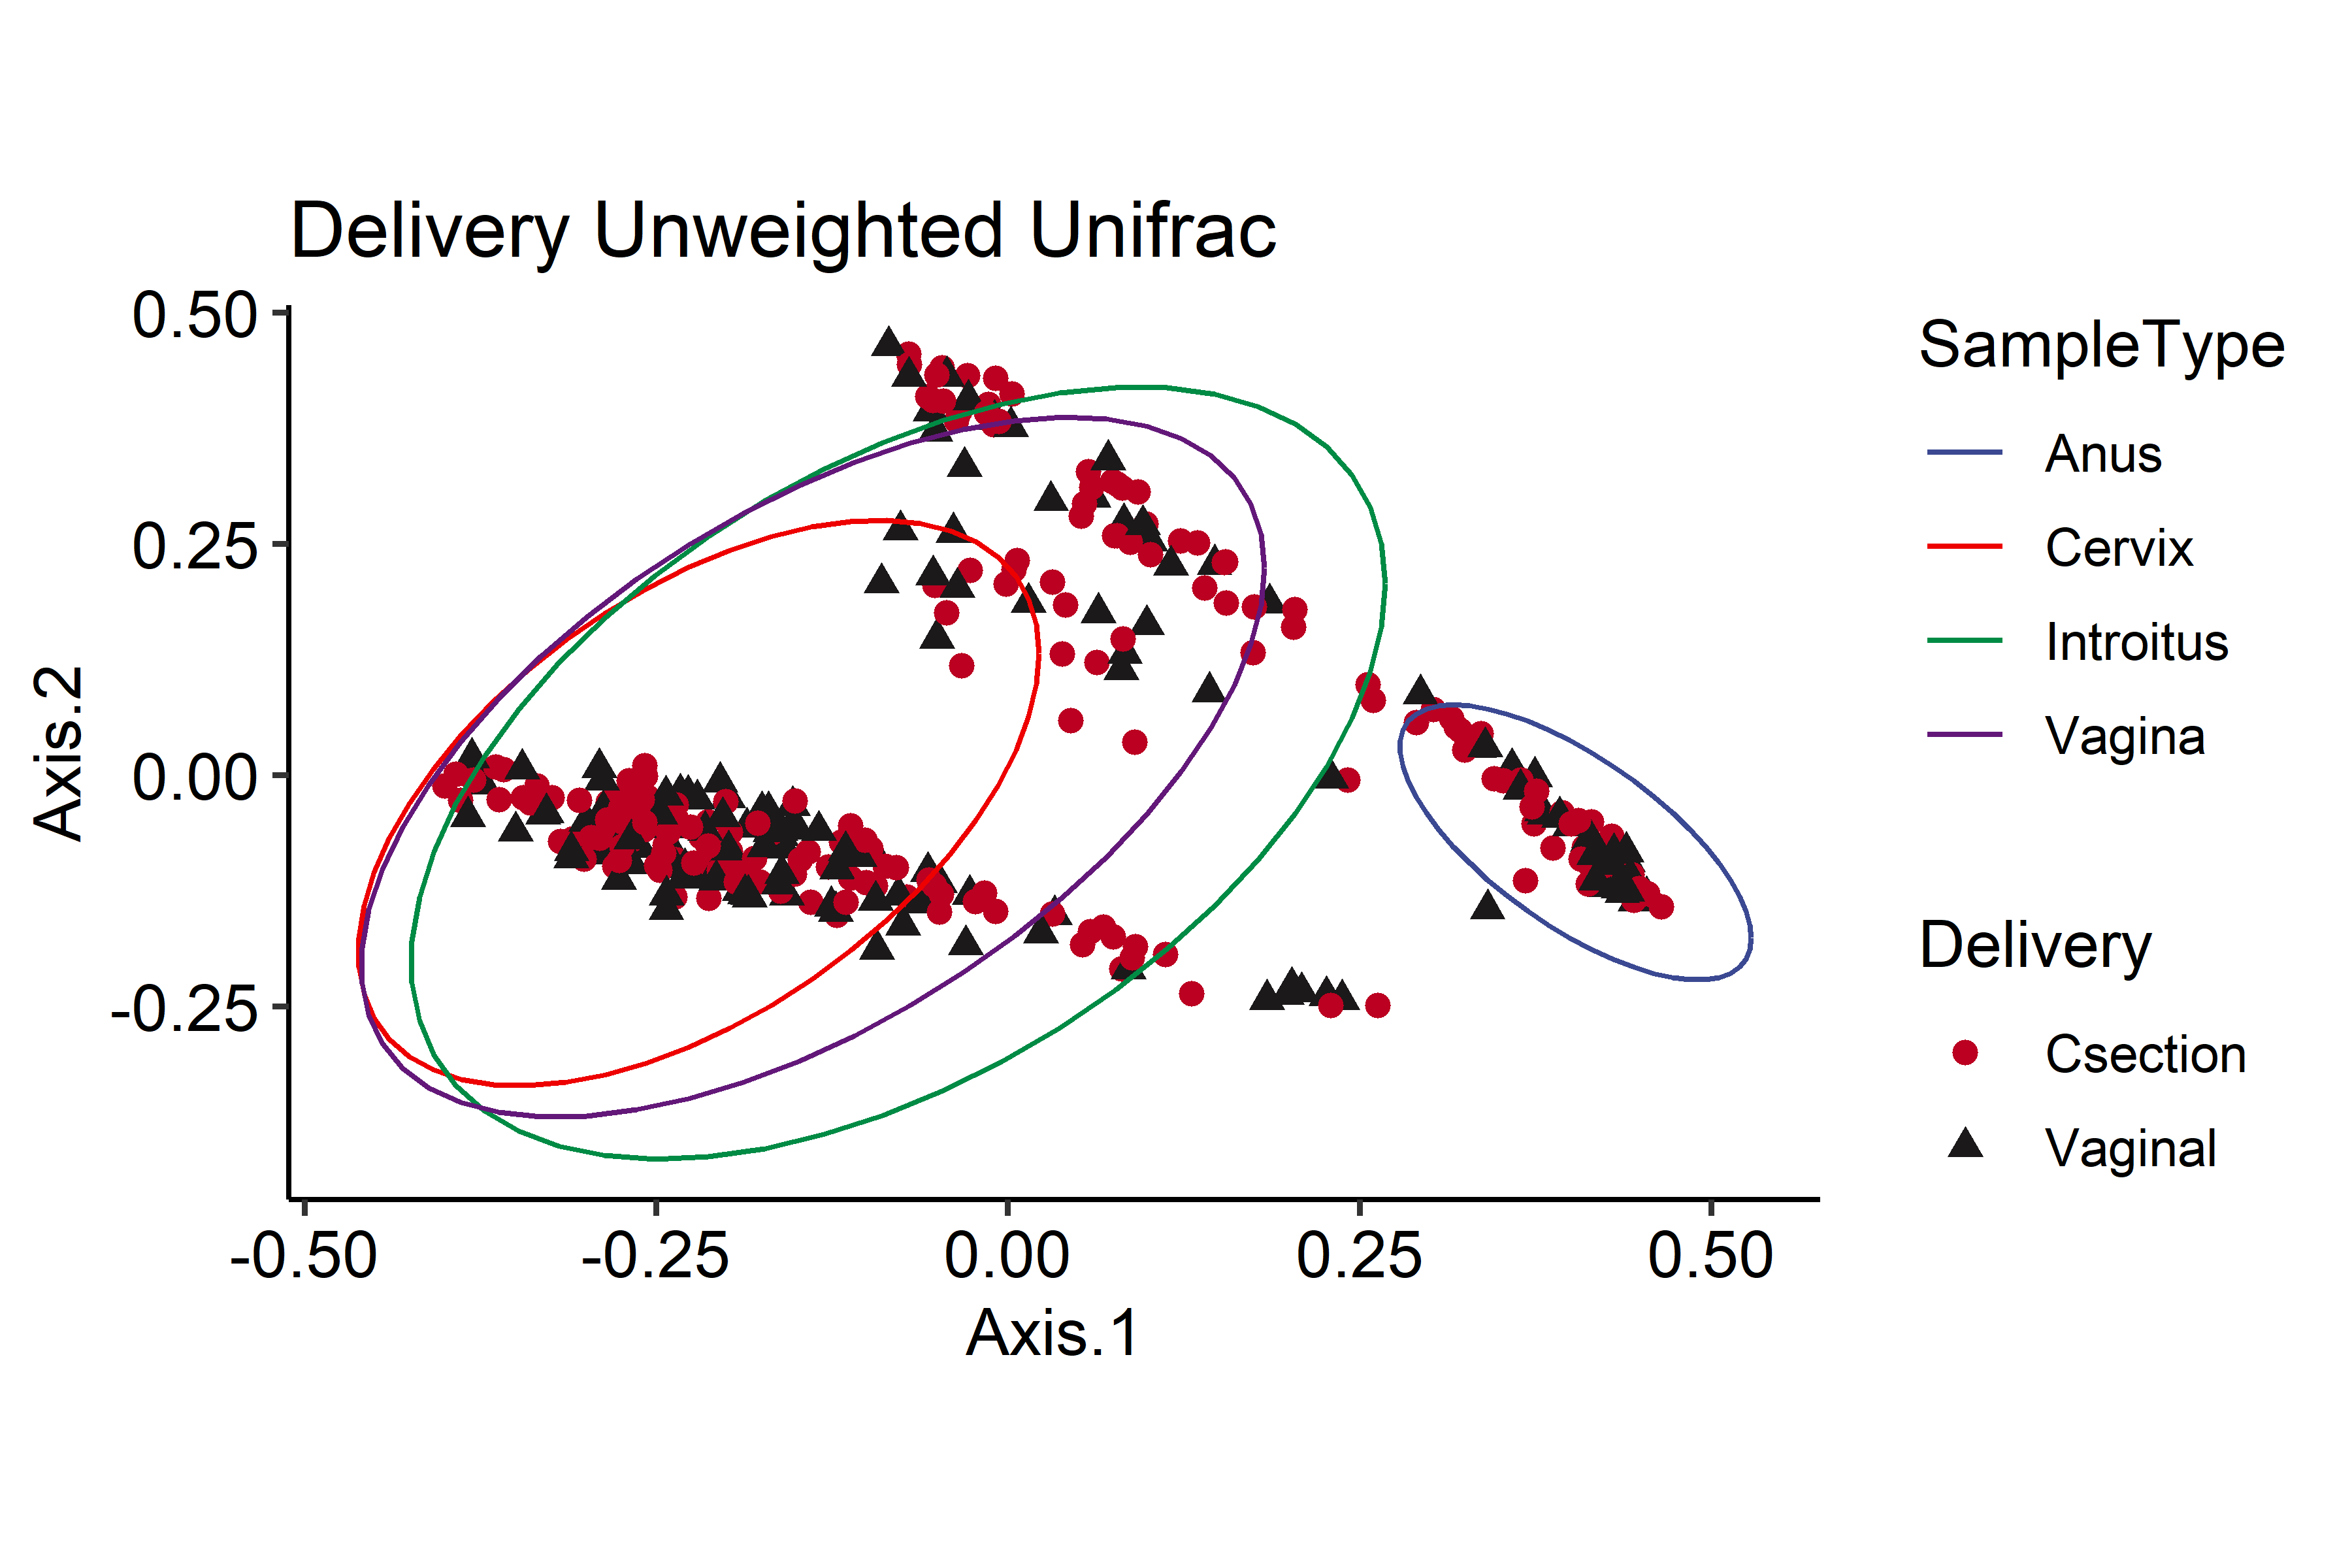 Delivery Unweighted Unifrac
0.50
0.25
0.00
-0.25
Axis.2
-0.50
-0.25
0.00
0.25
0.50
Axis.1
SampleType
Anus
Cervix
Introitus
Vagina
Delivery
Csection
Vaginal